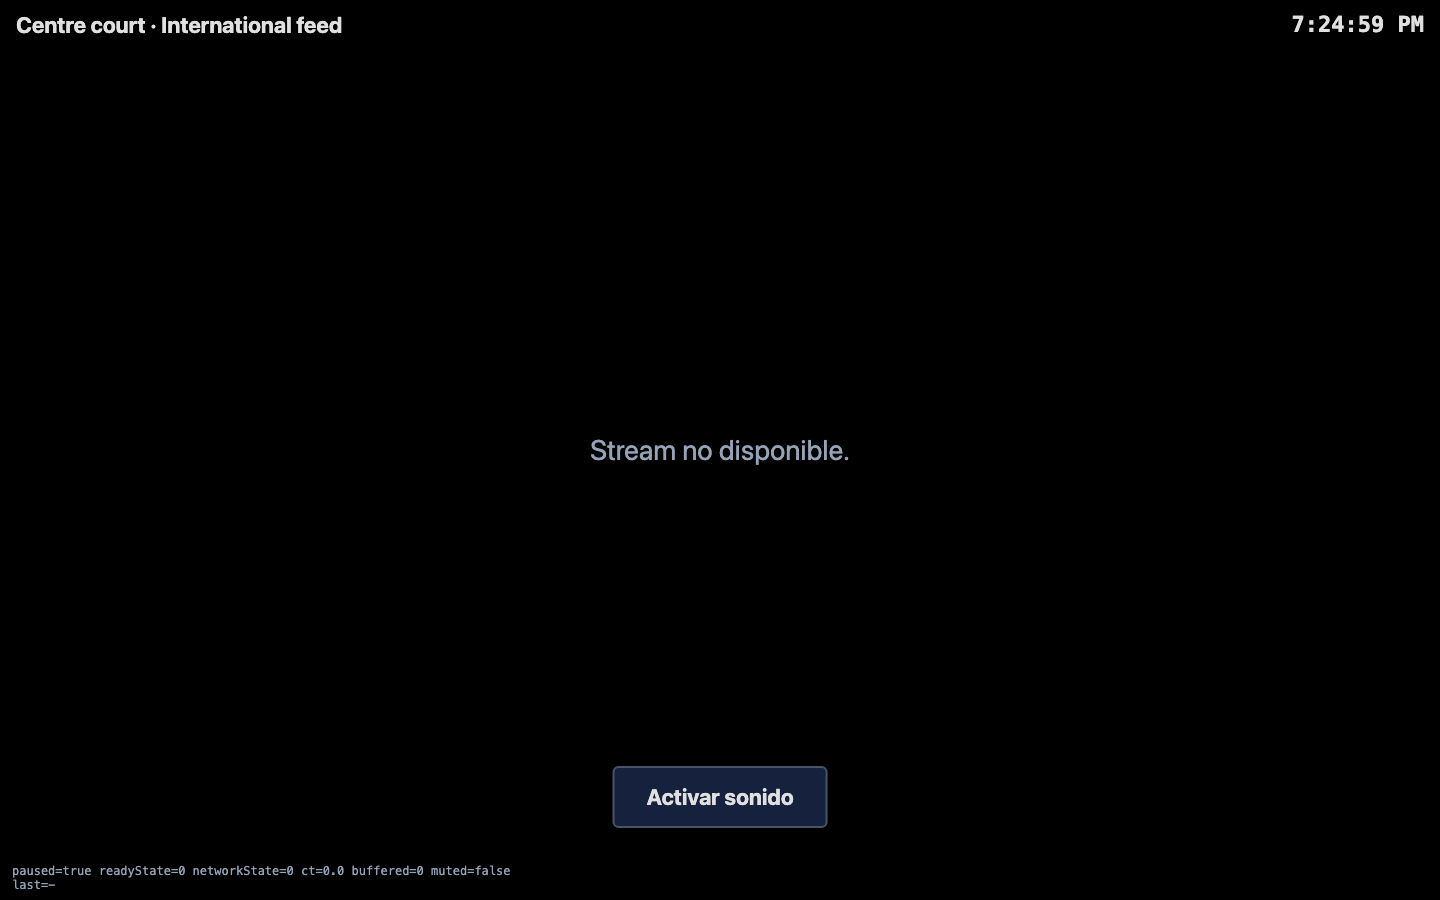 Centre court · International feed
7:24:59 PM
Stream no disponible.
Activar sonido
paused=true readyState=0 networkState=0 ct=0.0 buffered=0 muted=false
last=–